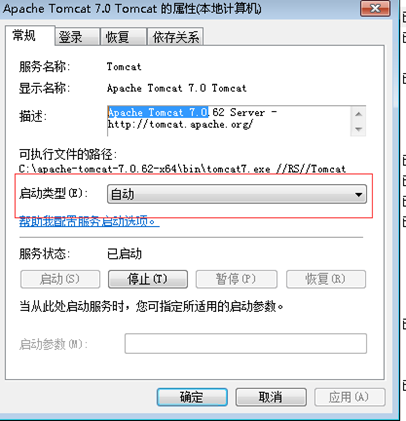 Apache Tomcat 7.0 Tomcat 的属性(本地计算机)
常规 登录 恢复 依存关系
服务名称: Tomcat
显示名称: Apache Tomcat 7.0 Tomcat
描述: Apache Tomcat 7.0.62 Server -
http://tomcat.apache.org/
可执行文件的路径:
C:\apache-tomcat-7.0.62-x64\bin\tomcat7.exe //RS//Tomcat
启动类型(E): 自动
帮助我配置服务启动选项。
服务状态: 已启动
启动(S) 停止(T) 暂停(P) 恢复(R)
当从此处启动服务时,您可指定所适用的启动参数。
启动参数(M):
确定 取消 应用(A)